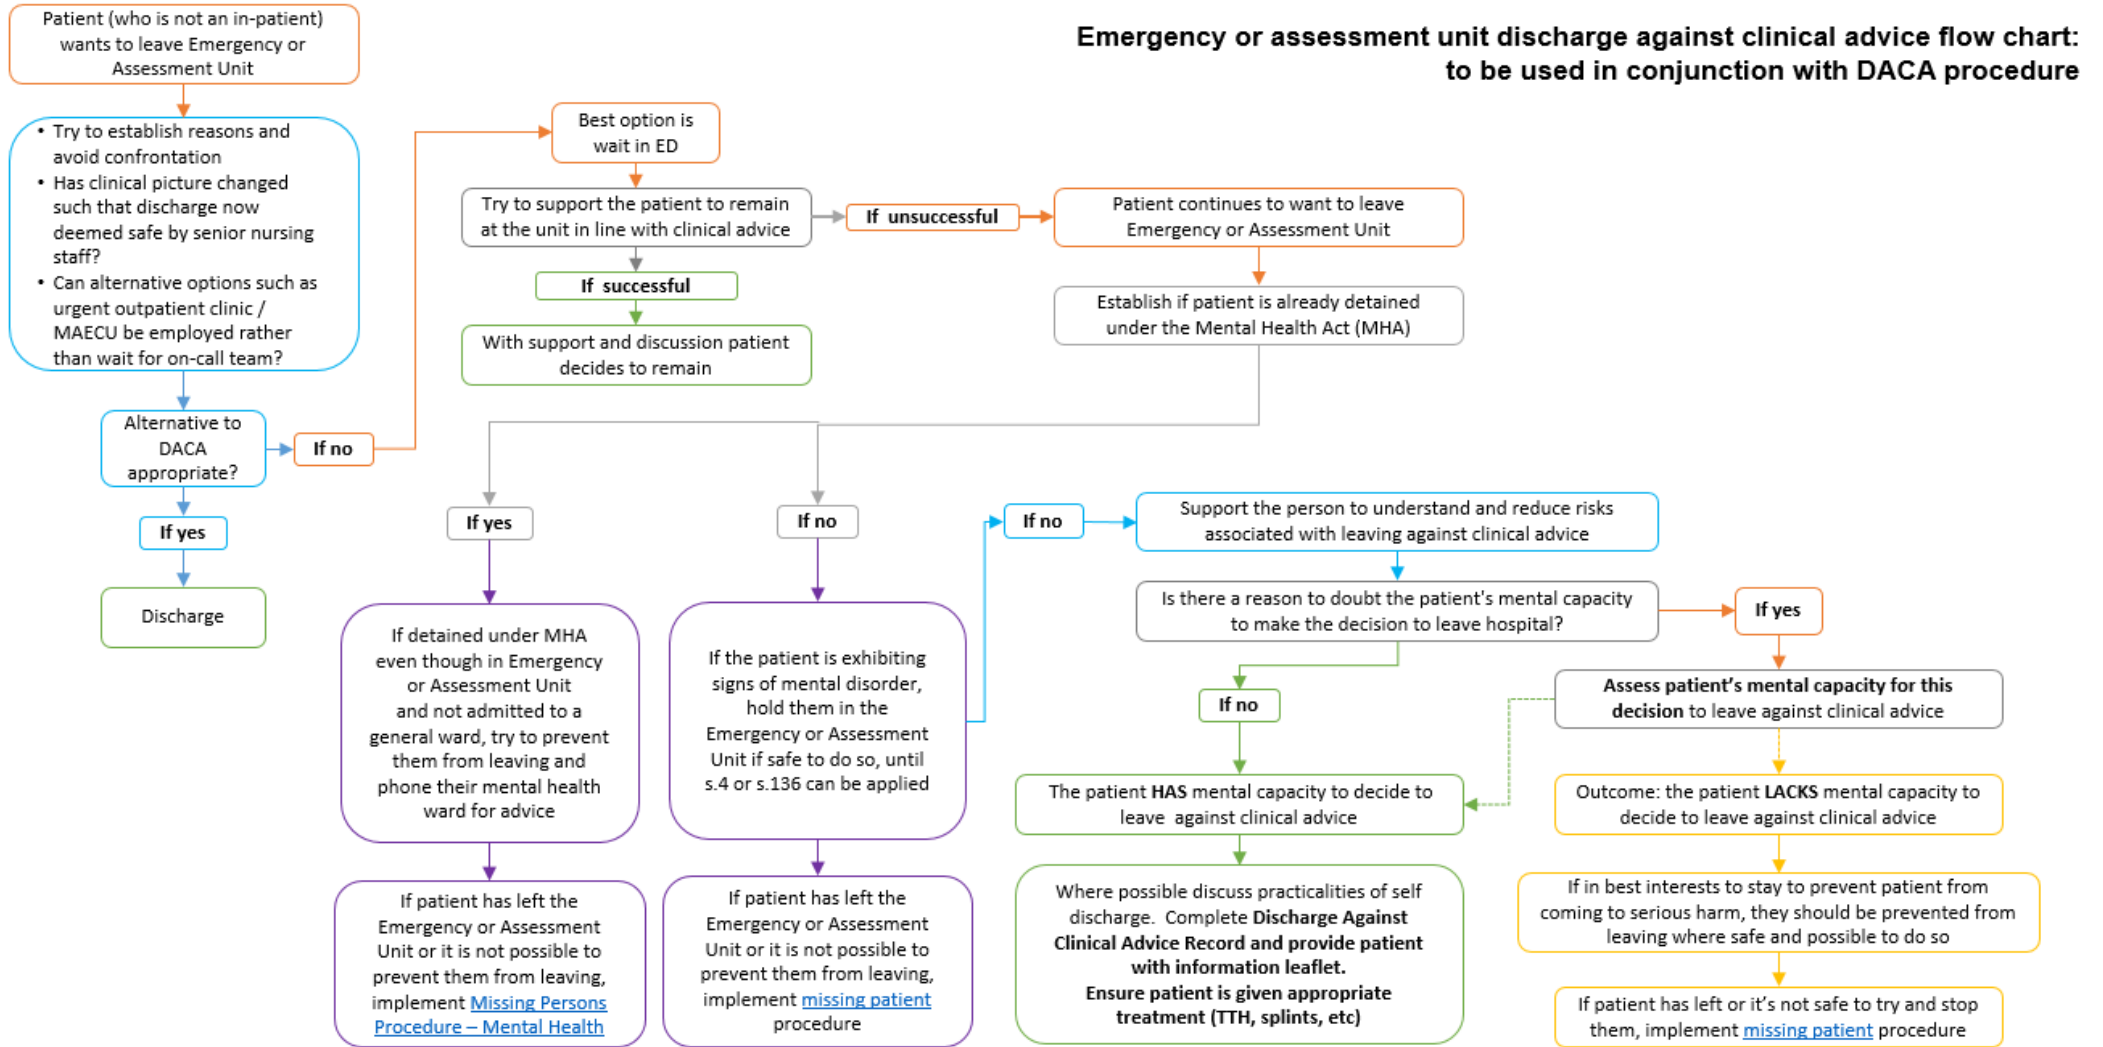 Emergency or assessment unit discharge against clinical advice flow chart:
to be used in conjunction with DACA procedure
Patient (who is not an in-patient)
wants to leave Emergency or
Assessment Unit
• Try to establish reasons and
avoid confrontation
• Has clinical picture changed
such that discharge now
deemed safe by senior nursing
staff?
• Can alternative options such as
urgent outpatient clinic /
MAECU be employed rather
than wait for on-call team?
Alternative to
DACA
appropriate?
If no
If yes
Discharge
Best option is
wait in ED
Try to support the patient to remain
at the unit in line with clinical advice
If unsuccessful
Patient continues to want to leave
Emergency or Assessment Unit
If successful
With support and discussion patient
decides to remain
Establish if patient is already detained
under the Mental Health Act (MHA)
If yes
If detained under MHA
even though in Emergency
or Assessment Unit
and not admitted to a
general ward, try to prevent
them from leaving and
phone their mental health
ward for advice
If patient has left the
Emergency or Assessment
Unit or it is not possible to
prevent them from leaving,
implement Missing Persons
Procedure – Mental Health
If no
If the patient is exhibiting
signs of mental disorder,
hold them in the
Emergency or Assessment
Unit if safe to do so, until
s.4 or s.136 can be applied
If patient has left the
Emergency or Assessment
Unit or it is not possible to
prevent them from leaving,
implement missing patient
procedure
If no
Support the person to understand and reduce risks
associated with leaving against clinical advice
Is there a reason to doubt the patient's mental capacity
to make the decision to leave hospital?
If no
The patient HAS mental capacity to decide to
leave against clinical advice
Where possible discuss practicalities of self
discharge. Complete Discharge Against
Clinical Advice Record and provide patient
with information leaflet.
Ensure patient is given appropriate
treatment (TTH, splints, etc)
If yes
Assess patient’s mental capacity for this
decision to leave against clinical advice
Outcome: the patient LACKS mental capacity to
decide to leave against clinical advice
If in best interests to stay to prevent patient from
coming to serious harm, they should be prevented from
leaving where safe and possible to do so
If patient has left or it’s not safe to try and stop
them, implement missing patient procedure